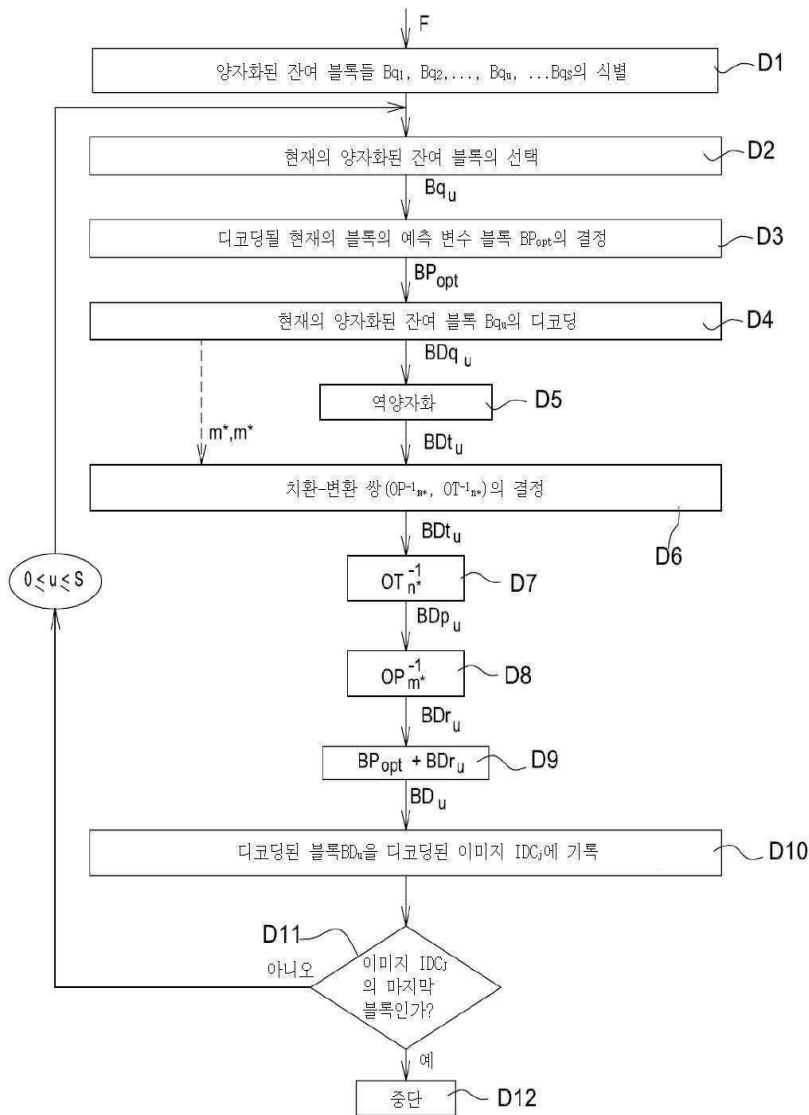 F
양자화된 잔여 블록들 Bq₁, Bq₂,..., Bqᵤ, ...Bqₛ의 식별
D1
현재의 양자화된 잔여 블록의 선택
D2
Bqᵤ
디코딩될 현재의 블록의 예측 변수 블록 BPopt의 결정
D3
BPopt
현재의 양자화된 잔여 블록 Bqᵤ의 디코딩
D4
BDqᵤ
역양자화
D5
m*,m*
BDtᵤ
치환-변환 쌍(OP⁻¹m*, OT⁻¹n*)의 결정
D6
BDtᵤ
0 ≤ u ≤ S
OTn*⁻¹
D7
BDpᵤ
OPm*⁻¹
D8
BDrᵤ
BPopt + BDrᵤ
D9
BDᵤ
디코딩된 블록BDᵤ을 디코딩된 이미지 IDCj에 기록
D10
D11
아니오
이미지 IDCJ
의 마지막
블록인가?
예
중단
D12